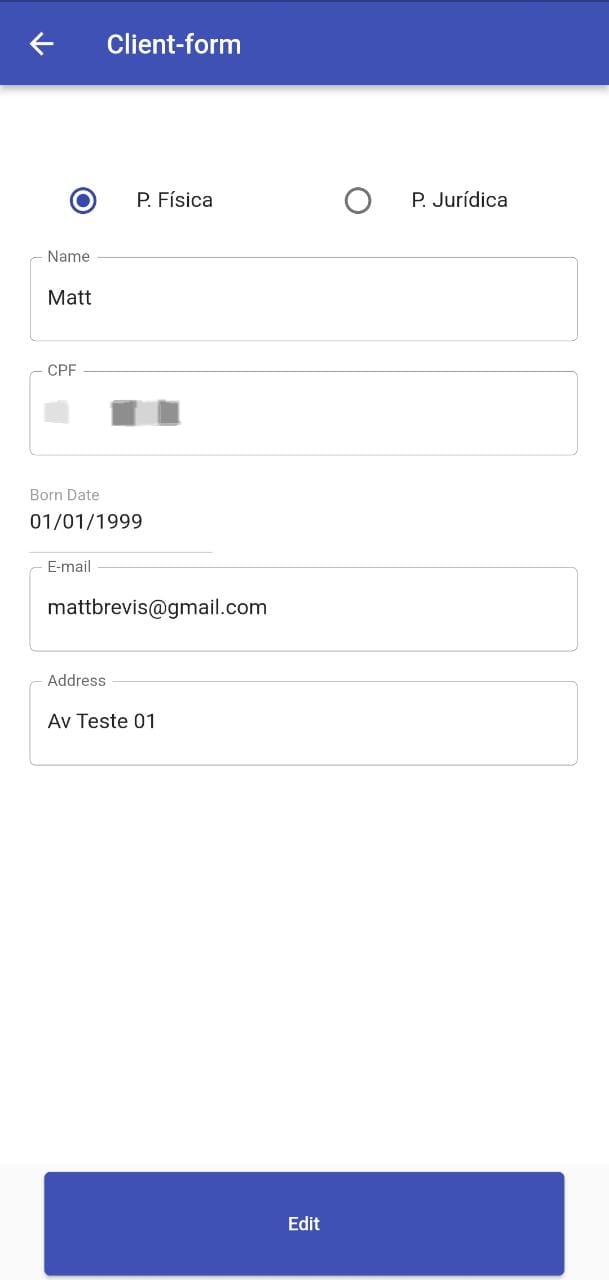 Client-form
P. Física P. Jurídica
Name
Matt
CPF
Born Date
01/01/1999
E-mail
mattbrevis@gmail.com
Address
Av Teste 01
Edit